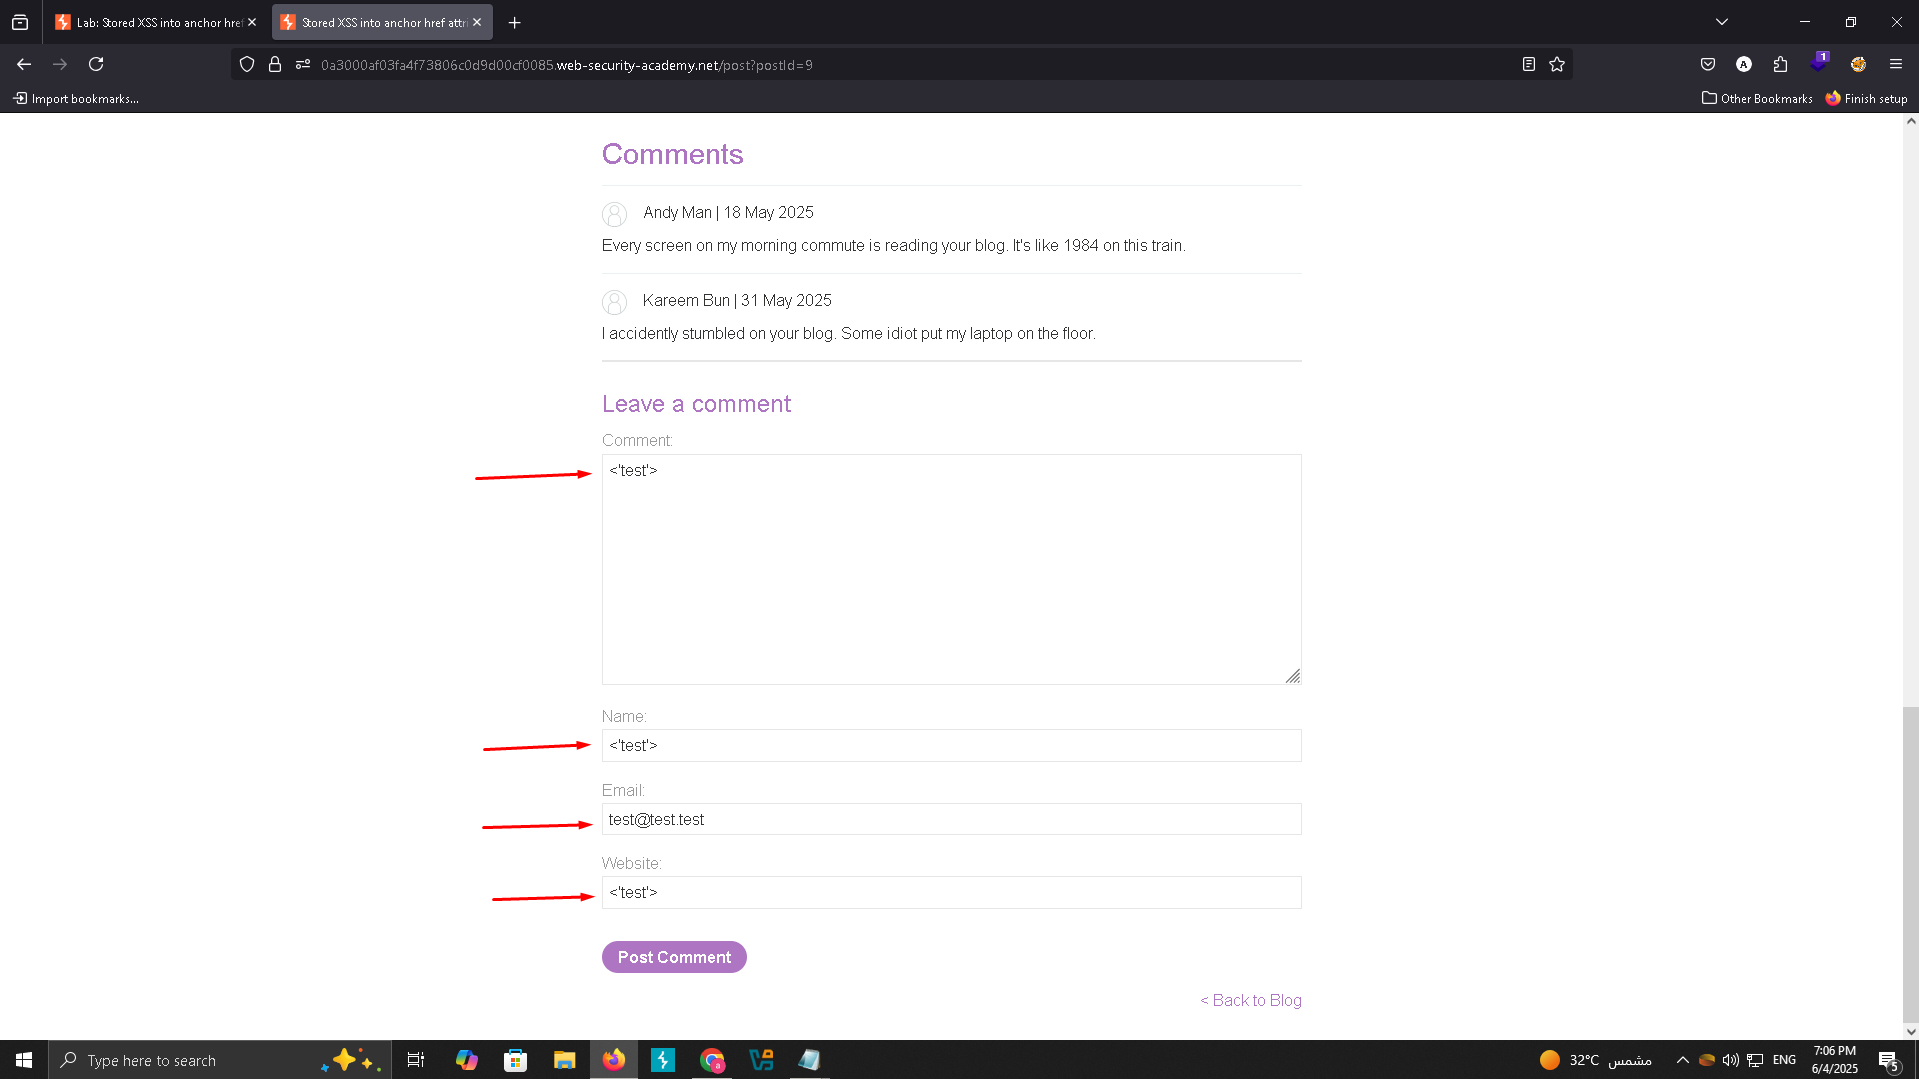 Lab: Stored XSS into anchor href
Stored XSS into anchor href attri
0a3000af03fa4f73806c0d9d00cf0085.web-security-academy.net/post?postId=9
A
1
Import bookmarks...
Other Bookmarks
Finish setup
Comments
Andy Man | 18 May 2025
Every screen on my morning commute is reading your blog. It's like 1984 on this train.
Kareem Bun | 31 May 2025
I accidently stumbled on your blog. Some idiot put my laptop on the floor.
Leave a comment
Comment:
<'test'>
Name:
<'test'>
Email:
test@test.test
Website:
<'test'>
Post Comment
< Back to Blog
Type here to search
a
32°C مشمس
ENG
7:06 PM
6/4/2025
5